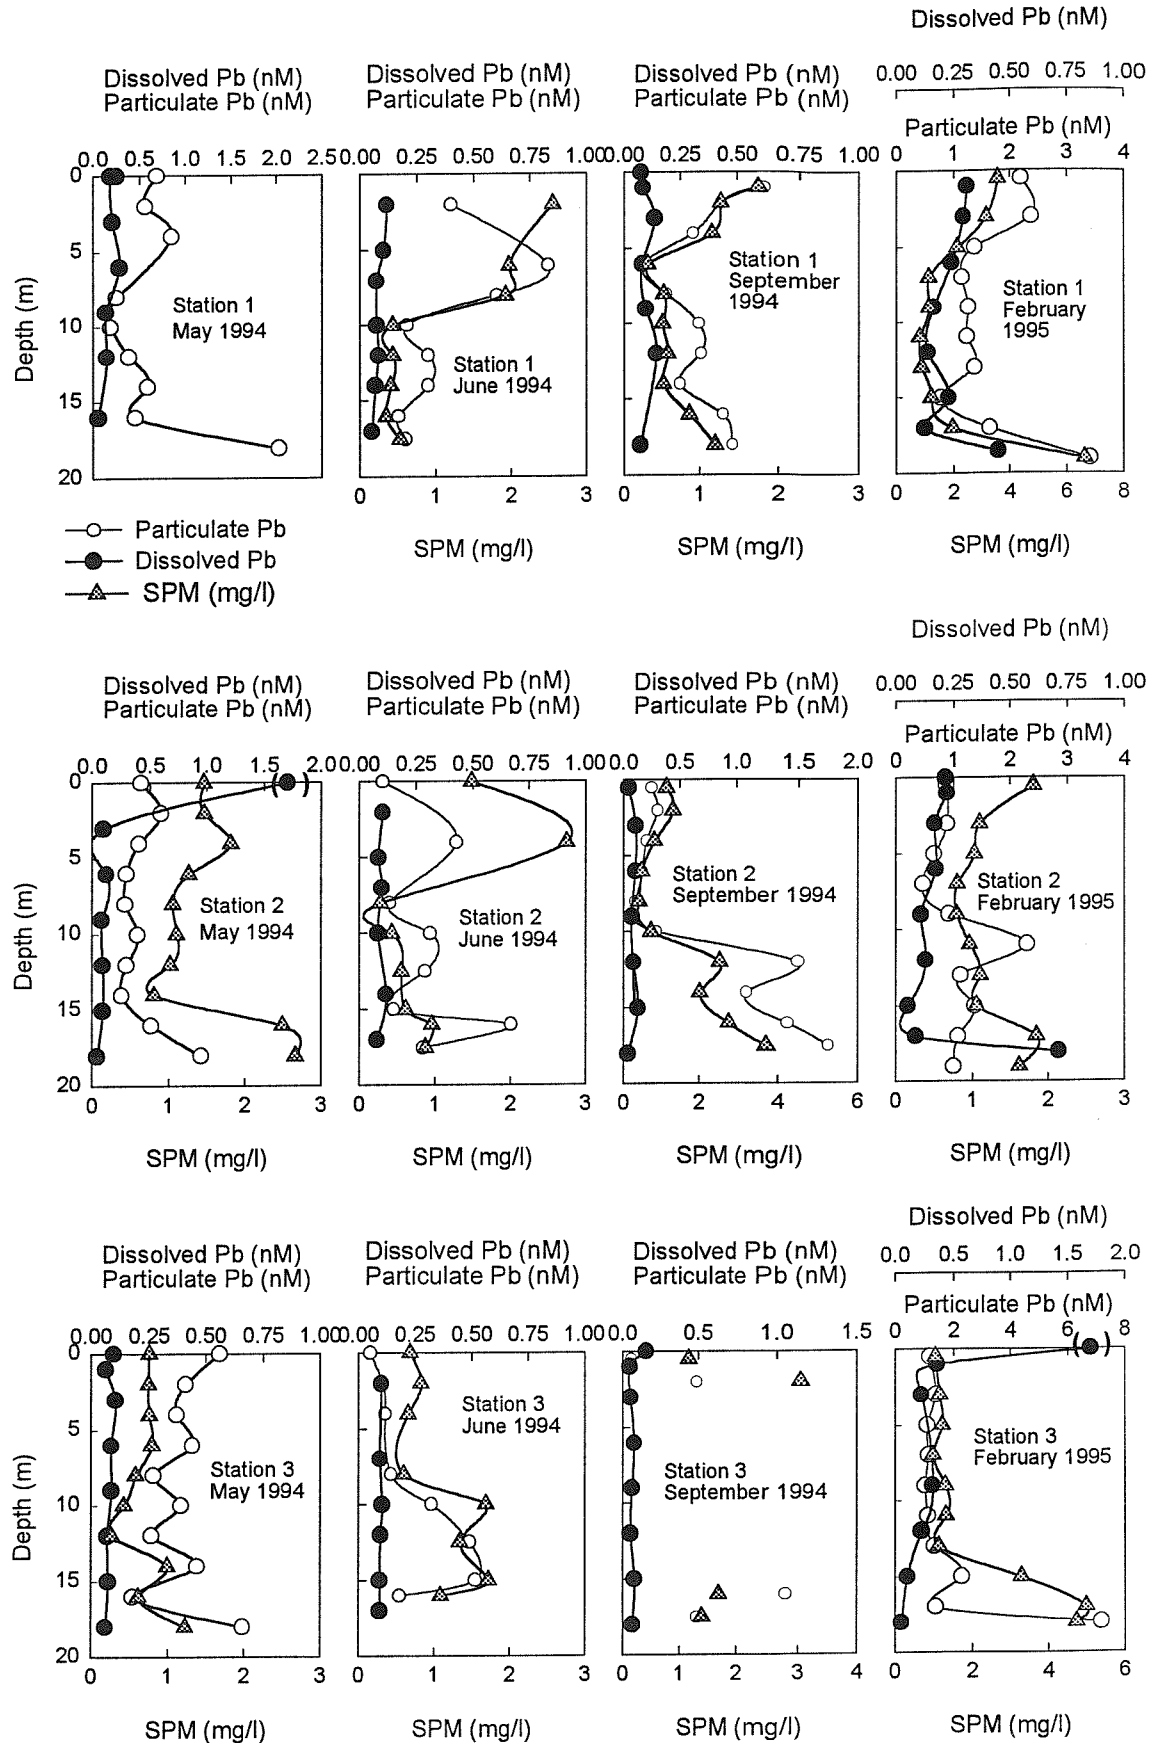 Dissolved Pb (nM)
0.00 0.25 0.50 0.75 1.00
Dissolved Pb (nM)
Particulate Pb (nM)
Dissolved Pb (nM)
Particulate Pb (nM)
Dissolved Pb (nM)
Particulate Pb (nM)
Particulate Pb (nM)
0.0 0.5 1.0 1.5 2.0 2.5
0.00 0.25 0.50 0.75 1.00
0.00 0.25 0.50 0.75 1.00
0 1 2 3 4
Depth (m)
0
5
10
15
20
Station 1
May 1994
Station 1
June 1994
Station 1
September
1994
Station 1
February
1995
0 1 2 3
0 1 2 3
0 2 4 6 8
SPM (mg/l)
SPM (mg/l)
SPM (mg/l)
Particulate Pb
Dissolved Pb
SPM (mg/l)
Dissolved Pb (nM)
0.00 0.25 0.50 0.75 1.00
Dissolved Pb (nM)
Particulate Pb (nM)
Dissolved Pb (nM)
Particulate Pb (nM)
Dissolved Pb (nM)
Particulate Pb (nM)
Particulate Pb (nM)
0.0 0.5 1.0 1.5 2.0
0.00 0.25 0.50 0.75 1.00
0.0 0.5 1.0 1.5 2.0
0 1 2 3 4
Depth (m)
0
5
10
15
20
Station 2
May 1994
Station 2
June 1994
Station 2
September 1994
Station 2
February 1995
0 1 2 3
0 1 2 3
0 2 4 6
0 1 2 3
SPM (mg/l)
SPM (mg/l)
SPM (mg/l)
SPM (mg/l)
Dissolved Pb (nM)
0.0 0.5 1.0 1.5 2.0
Dissolved Pb (nM)
Particulate Pb (nM)
Dissolved Pb (nM)
Particulate Pb (nM)
Dissolved Pb (nM)
Particulate Pb (nM)
Particulate Pb (nM)
0.00 0.25 0.50 0.75 1.00
0.00 0.25 0.50 0.75 1.00
0.0 0.5 1.0 1.5
0 2 4 6 8
Depth (m)
0
5
10
15
20
Station 3
May 1994
Station 3
June 1994
Station 3
September 1994
Station 3
February 1995
0 1 2 3
0 1 2 3
0 1 2 3 4
0 2 4 6
SPM (mg/l)
SPM (mg/l)
SPM (mg/l)
SPM (mg/l)